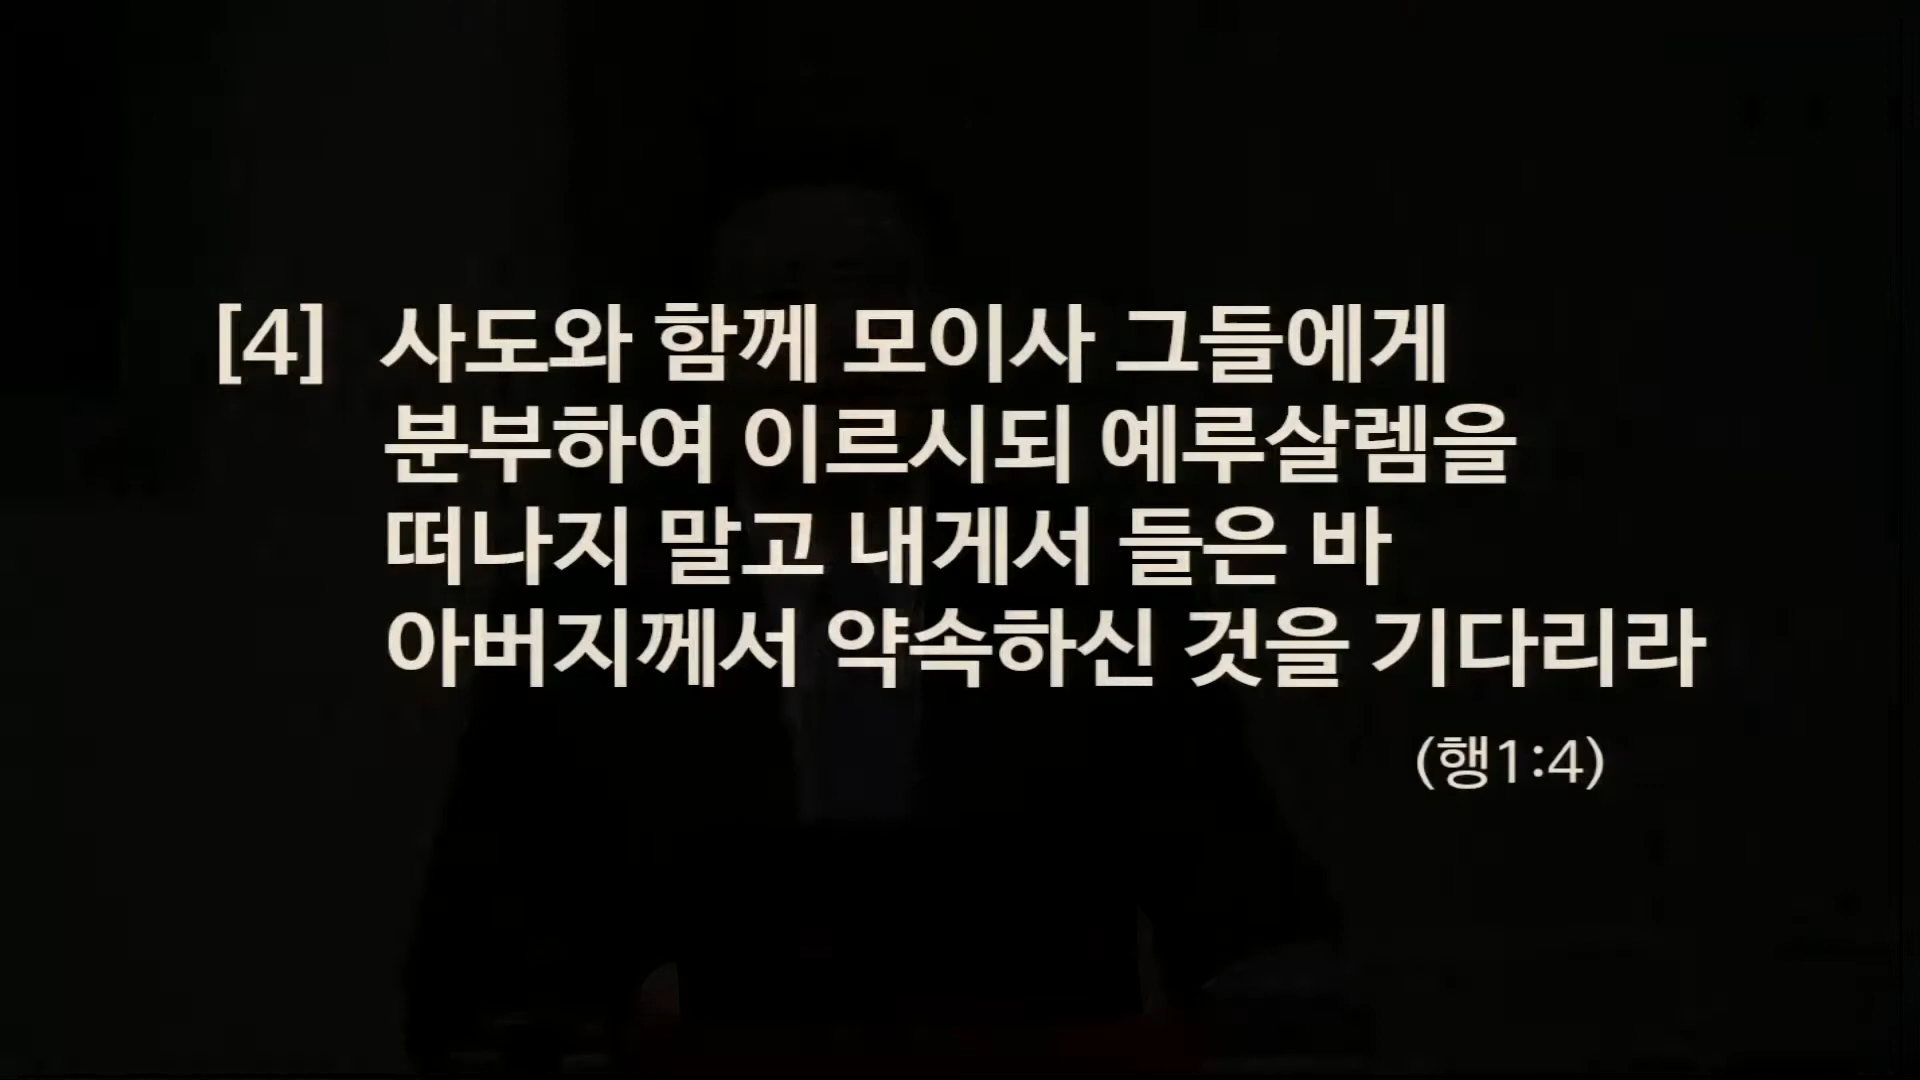 [4] 사도와 함께 모이사 그들에게
분부하여 이르시되 예루살렘을
떠나지 말고 내게서 들은 바
아버지께서 약속하신 것을 기다리라
(행1:4)